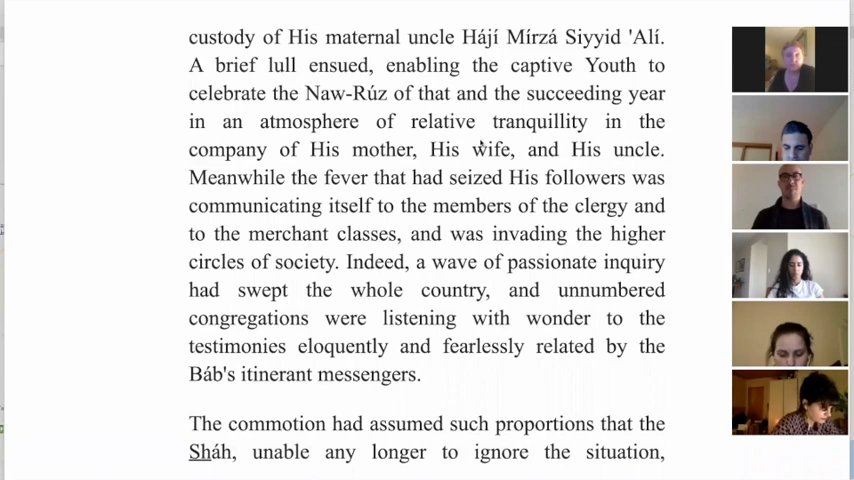 custody of His maternal uncle Hájí Mírzá Siyyid 'Alí.
A brief lull ensued, enabling the captive Youth to
celebrate the Naw-Rúz of that and the succeeding year
in an atmosphere of relative tranquillity in the
company of His mother, His wife, and His uncle.
Meanwhile the fever that had seized His followers was
communicating itself to the members of the clergy and
to the merchant classes, and was invading the higher
circles of society. Indeed, a wave of passionate inquiry
had swept the whole country, and unnumbered
congregations were listening with wonder to the
testimonies eloquently and fearlessly related by the
Báb's itinerant messengers.
The commotion had assumed such proportions that the
Sháh, unable any longer to ignore the situation,